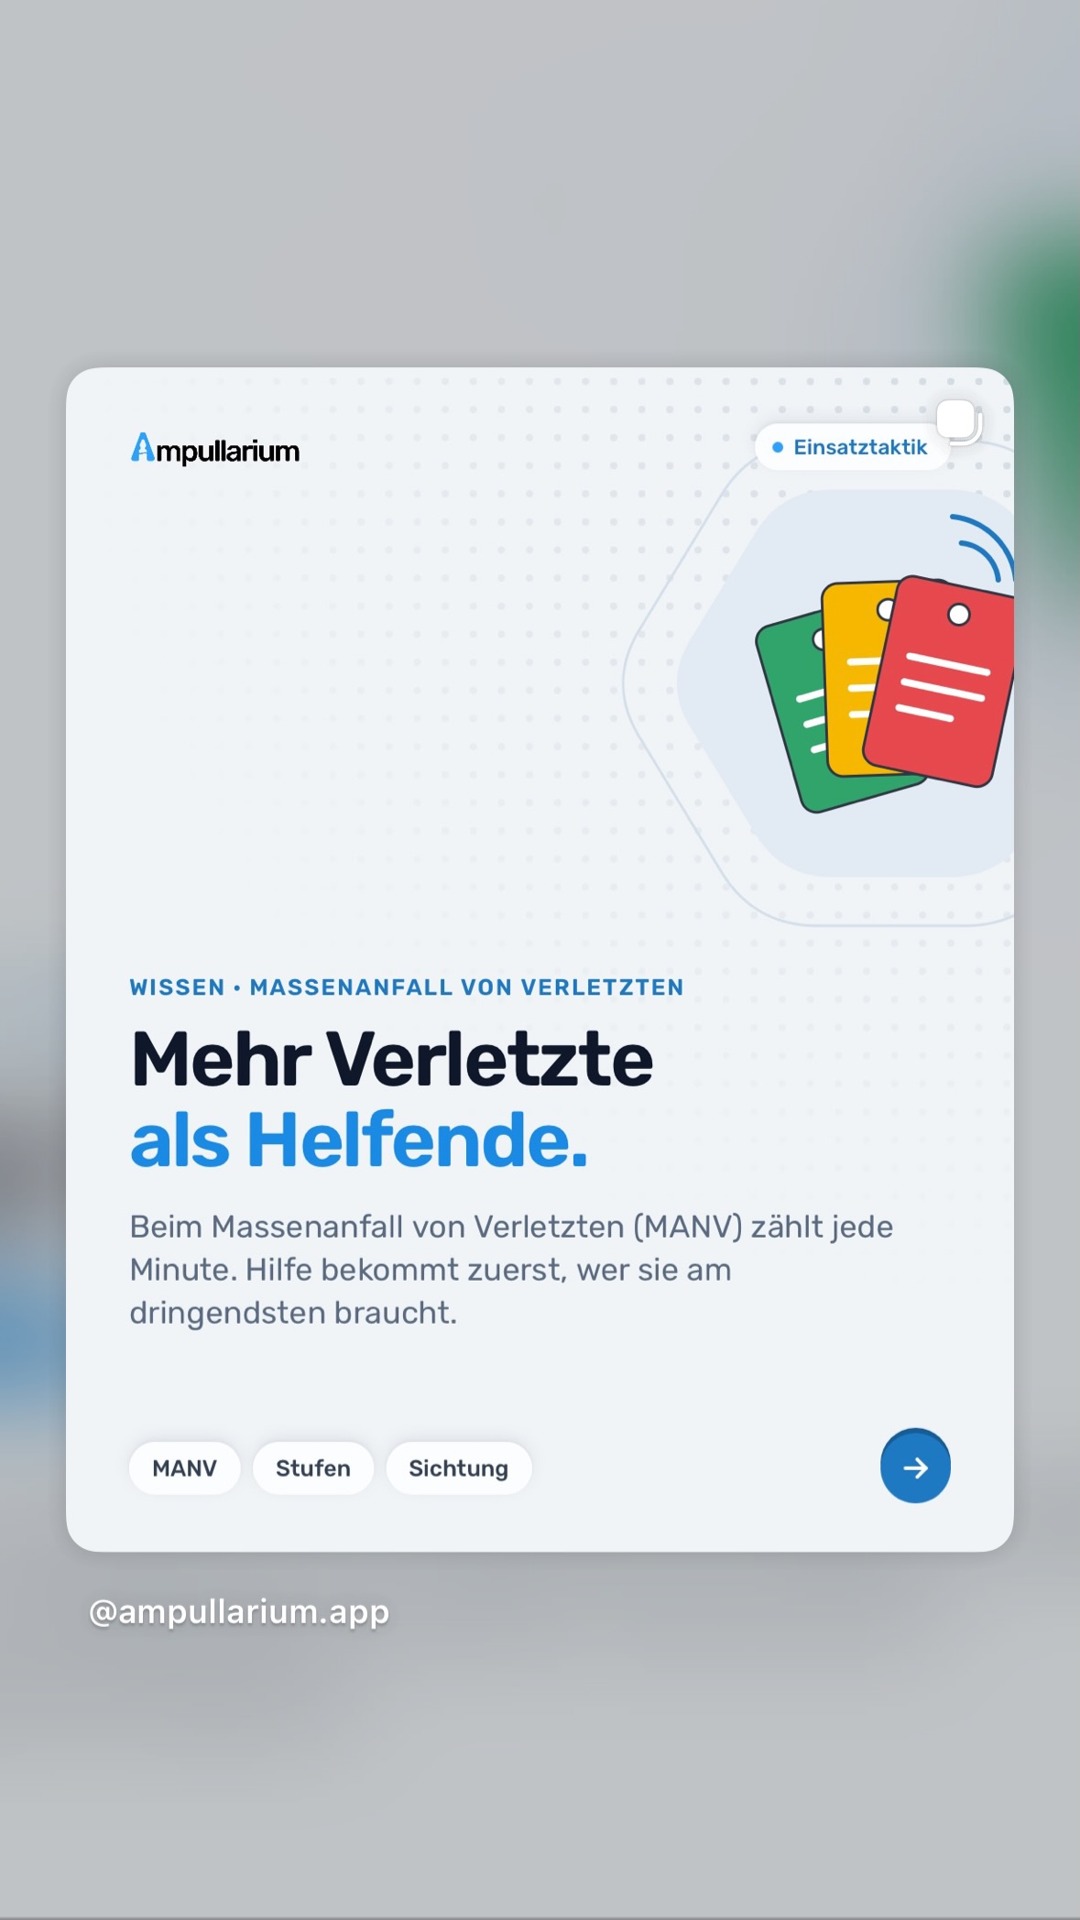 Ampullarium
Einsatztaktik
WISSEN · MASSENANFALL VON VERLETZTEN
Mehr Verletzte
als Helfende.
Beim Massenanfall von Verletzten (MANV) zählt jede
Minute. Hilfe bekommt zuerst, wer sie am
dringendsten braucht.
MANV
Stufen
Sichtung
@ampullarium.app